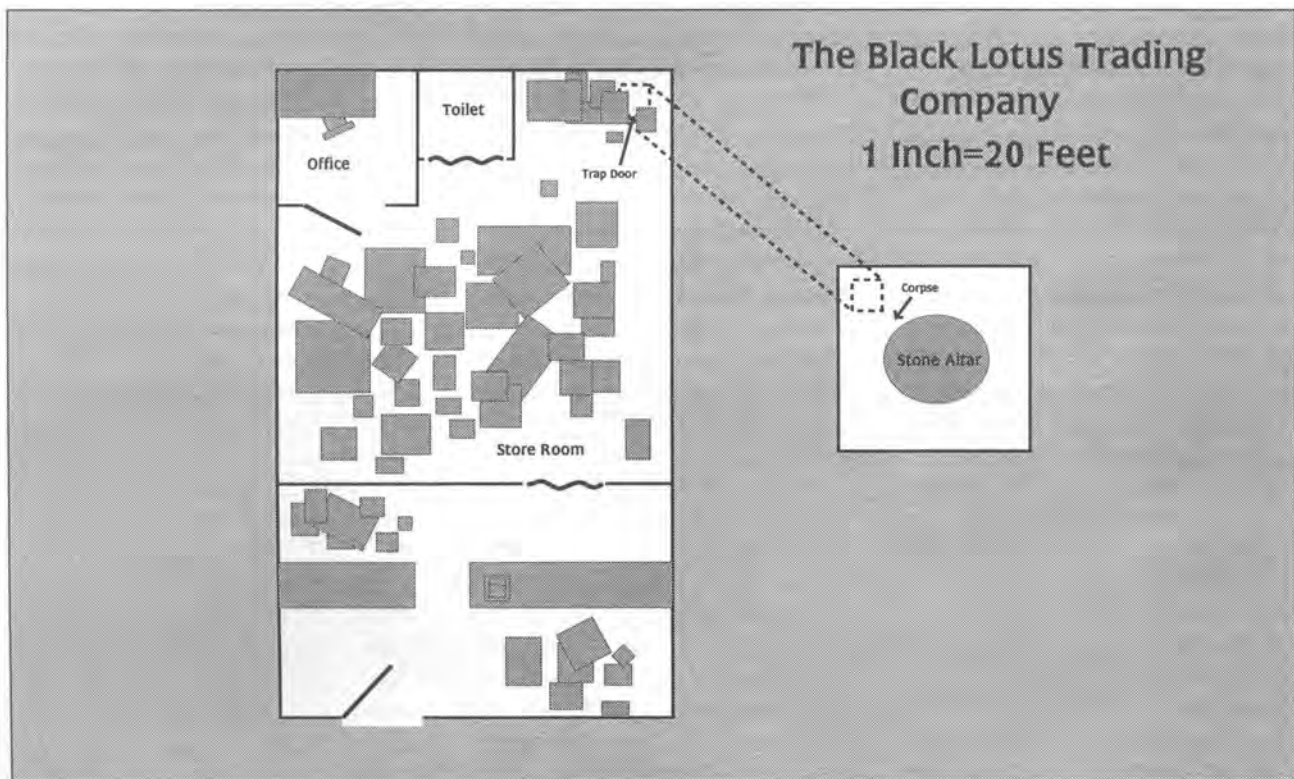 The Black Lotus Trading
Company
1 Inch=20 Feet
Toilet
Office
Trap Door
Corpse
Stone Altar
Store Room